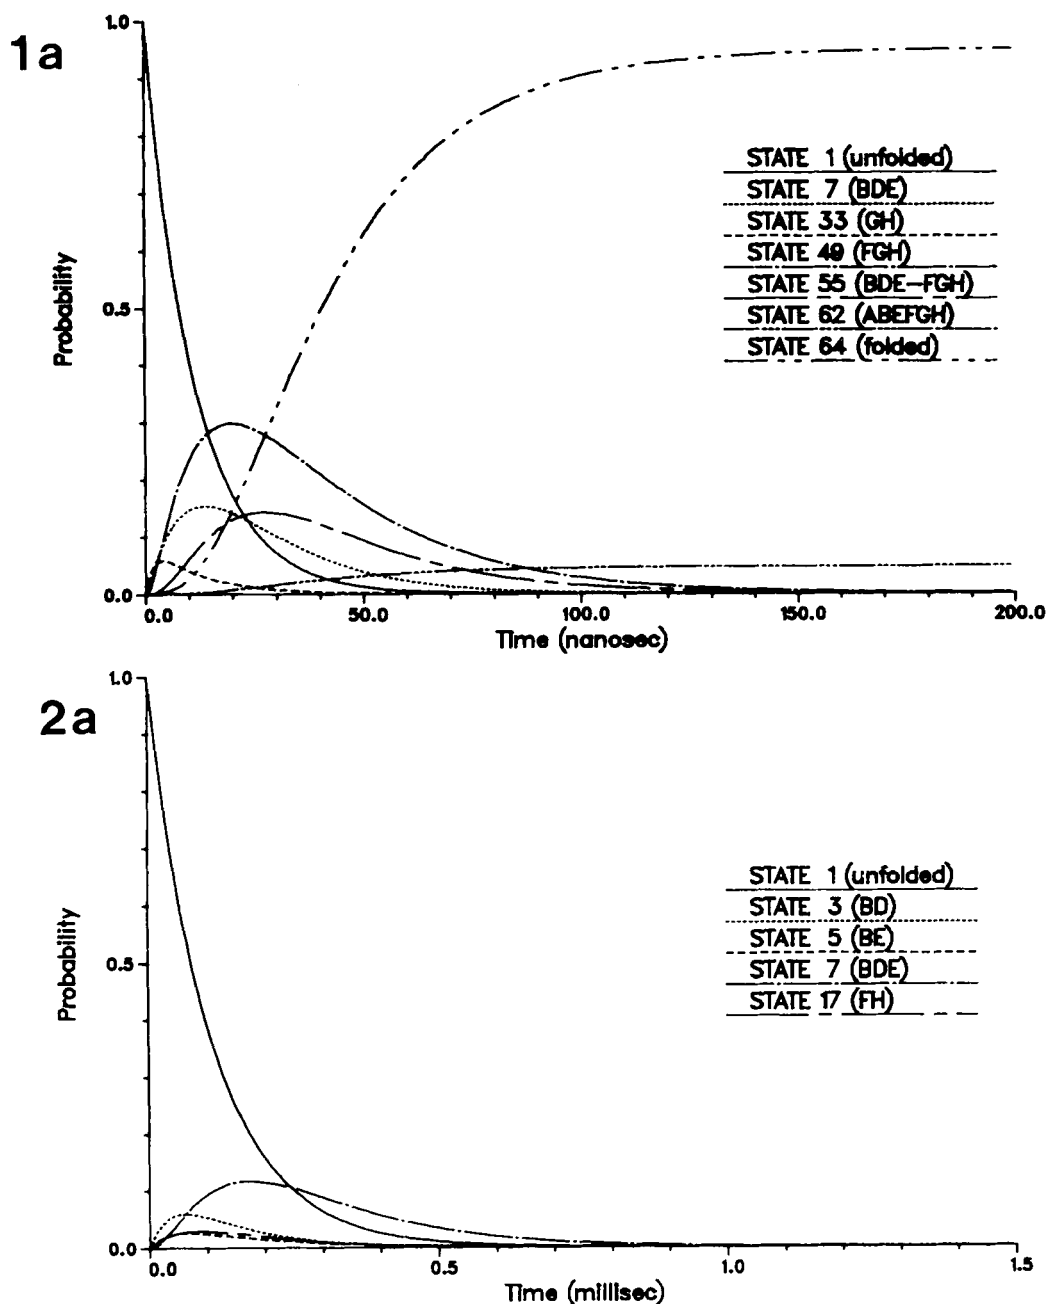 1a
1.0
0.5
0.0
Probability
STATE 1 (unfolded)
STATE 7 (BDE)
STATE 33 (GH)
STATE 49 (FGH)
STATE 55 (BDE-FGH)
STATE 62 (ABEFGH)
STATE 64 (folded)
0.0 50.0 100.0 150.0 200.0
Time (nanosec)
2a
1.0
0.5
0.0
Probability
STATE 1 (unfolded)
STATE 3 (BD)
STATE 5 (BE)
STATE 7 (BDE)
STATE 17 (FH)
0.0 0.5 1.0 1.5
Time (millisec)